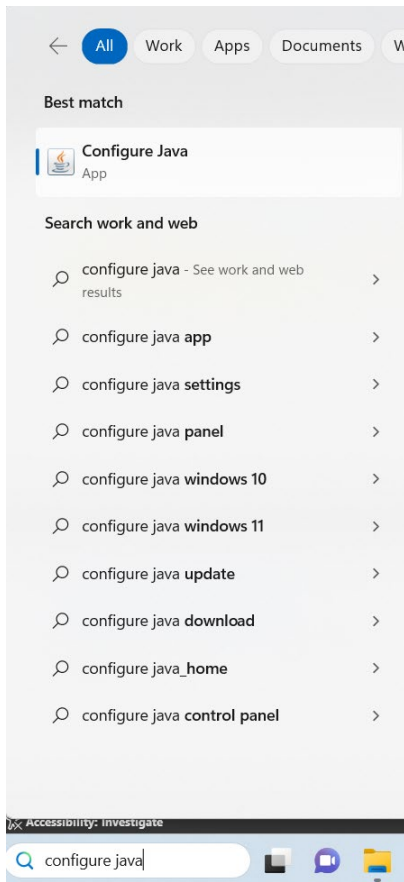 All Work Apps Documents W
Best match
Configure Java
App
Search work and web
configure java - See work and web
results
configure java app
configure java settings
configure java panel
configure java windows 10
configure java windows 11
configure java update
configure java download
configure java_home
configure java control panel
Accessibility: Investigate
configure java